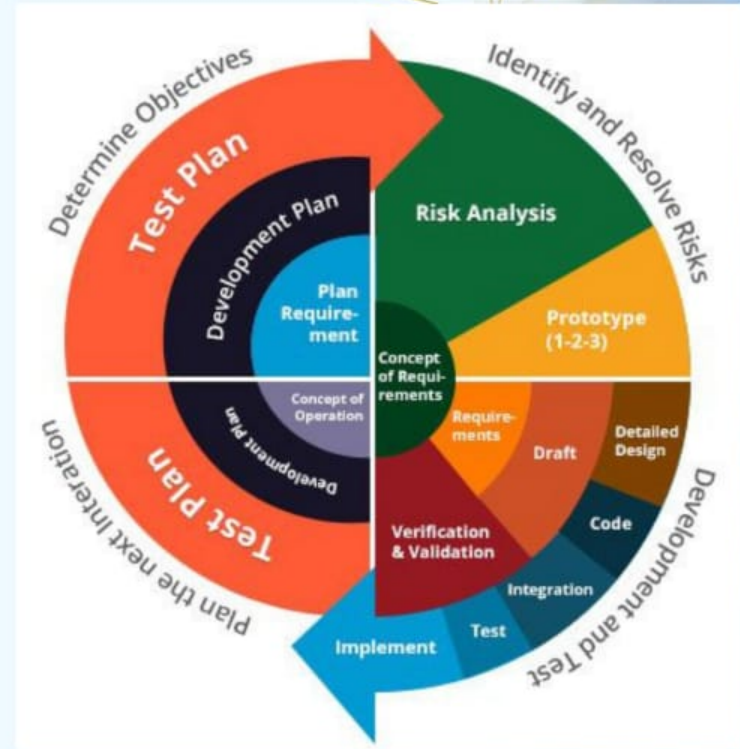 Determine Objectives
Identify and Resolve Risks
Test Plan
Development Plan
Plan
Require-
ment
Risk Analysis
Prototype
(1-2-3)
Concept
of Requi-
rements
Concept of
Operation
Development Plan
Test Plan
Plan the next Interation
Require-
ments
Draft
Detailed
Design
Code
Integration
Test
Implement
Verification
& Validation
Development and Test